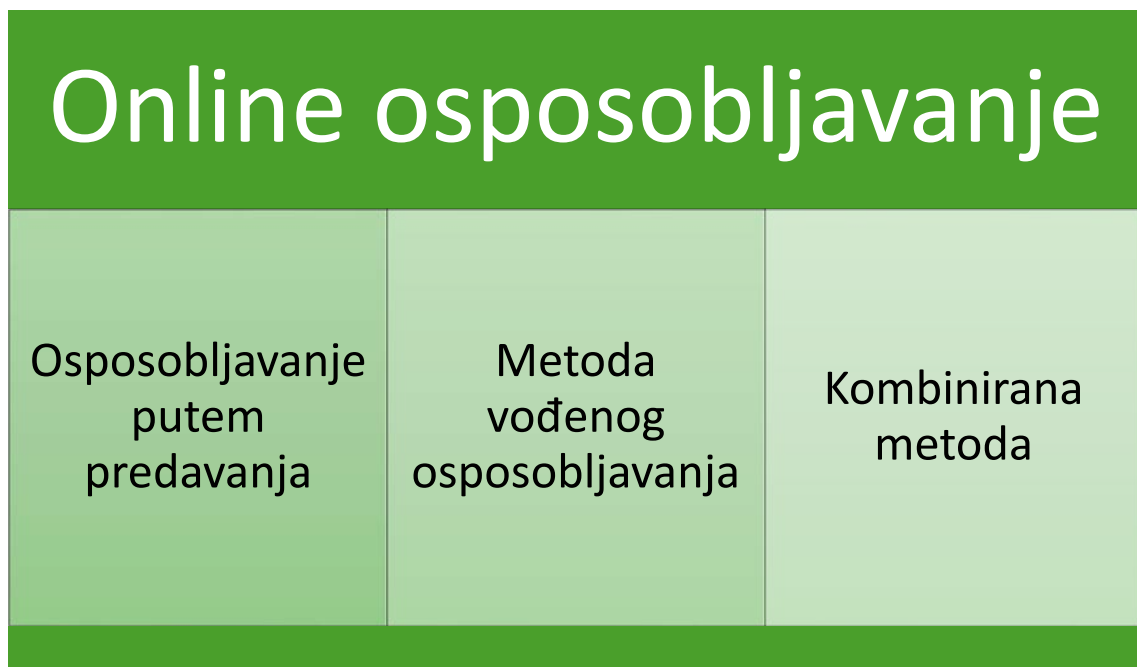 Online osposobljavanje
Osposobljavanje
putem
predavanja
Metoda
vođenog
osposobljavanja
Kombinirana
metoda